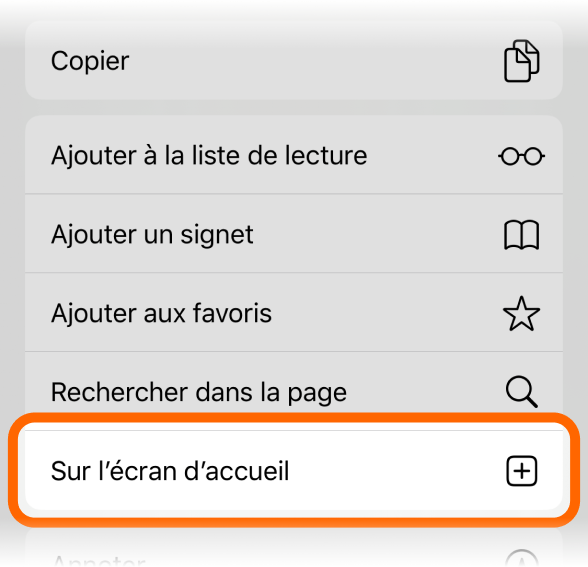 Copier
Ajouter à la liste de lecture
Ajouter un signet
Ajouter aux favoris
Rechercher dans la page
Sur l’écran d’accueil
Annoter